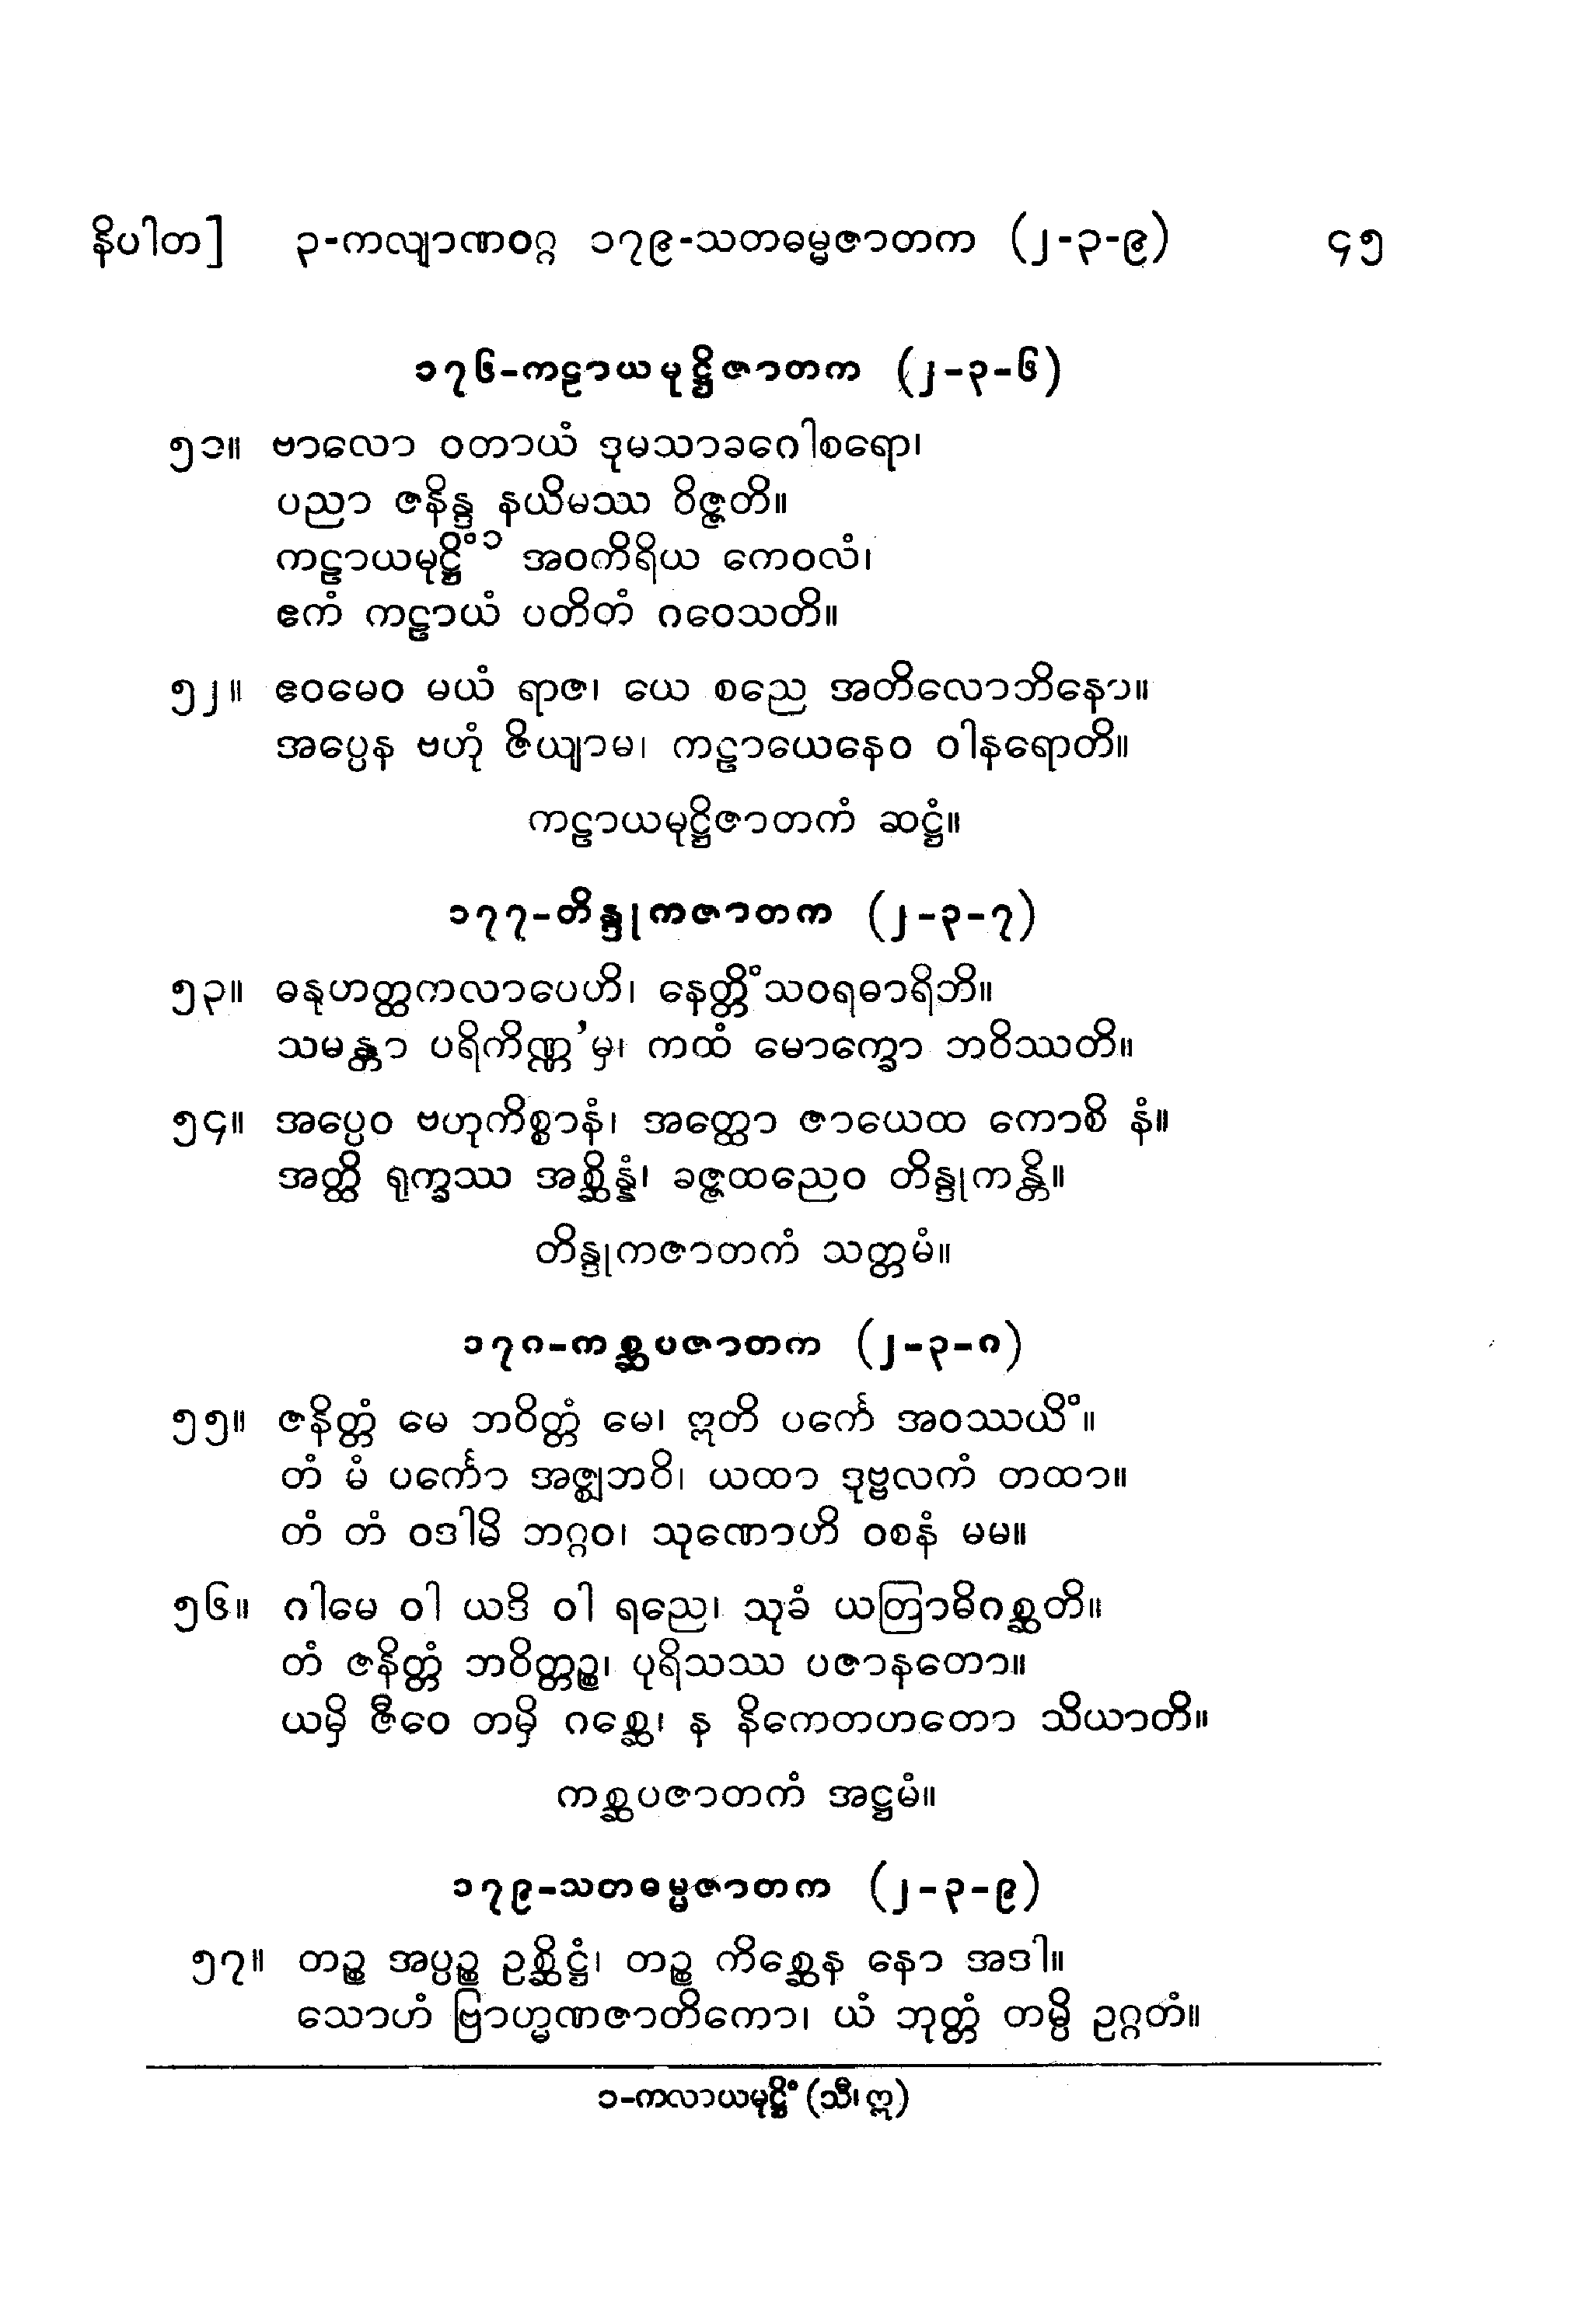 နိပါတ] ၃-ကလျာဏဝဂ္ဂ ၁၇၉-သတဓမ္မဇာတက (၂-၃-၉) ၄၅
၁၇၆-ကဠာယမုဋ္ဌိဇာတက (၂-၃-၆)
၅၁။ ဗာလော ဝတာယံ ဒုမသာခဂေါစရော၊
ပညာ ဇနိန္ဒ နယိမဿ ဝိဇ္ဇတိ။
ကဠာယမုဋ္ဌိံ ၁ အဝကိရိယ ကေဝလံ၊
ဧကံ ကဠာယံ ပတိတံ ဂဝေသတိ။
၅၂။ ဧဝမေဝ မယံ ရာဇ၊ ယေ စညေ အတိလောဘိနော။
အပ္ပေန ဗဟုံ ဇိယျာမ၊ ကဠာယေနေဝ ဝါနရောတိ။
ကဠာယမုဋ္ဌိဇာတကံ ဆဋ္ဌံ။
၁၇၇-တိန္ဒုကဇာတက (၂-၃-၇)
၅၃။ ဓနုဟတ္ထကလာပေဟိ၊ နေတ္တိံသဝရဓာရိဘိ။
သမန္တာ ပရိကိဏ္ဏ’မှ၊ ကထံ မောက္ခော ဘဝိဿတိ။
၅၄။ အပ္ပေဝ ဗဟုကိစ္စာနံ၊ အတ္ထော ဇာယေထ ကောစိ နံ။
အတ္ထိ ရုက္ခဿ အစ္ဆိန္နံ၊ ခဇ္ဇထညေဝ တိန္ဒုကန္တိ။
တိန္ဒုကဇာတကံ သတ္တမံ။
၁၇၈-ကစ္ဆပဇာတက (၂-၃-၈)
၅၅။ ဇနိတ္တံ မေ ဘဝိတ္တံ မေ၊ ဣတိ ပင်္ကေ အဝဿယိံ။
တံ မံ ပင်္ကော အဇ္ဈဘဝိ၊ ယထာ ဒုဗ္ဗလကံ တထာ။
တံ တံ ဝဒါမိ ဘဂ္ဂဝ၊ သုဏောဟိ ဝစနံ မမ။
၅၆။ ဂါမေ ဝါ ယဒိ ဝါ ရညေ၊ သုခံ ယတြာဓိဂစ္ဆတိ။
တံ ဇနိတ္တံ ဘဝိတ္တဉ္စ၊ ပုရိသဿ ပဇာနတော။
ယမှိ ဇီဝေ တမှိ ဂစ္ဆေ၊ န နိကေတဟတော သိယာတိ။
ကစ္ဆပဇာတကံ အဋ္ဌမံ။
၁၇၉-သတဓမ္မဇာတက (၂-၃-၉)
၅၇။ တဉ္စ အပ္ပဉ္စ ဥစ္ဆိဋ္ဌံ၊ တဉ္စ ကိစ္ဆေန နော အဒါ။
သောဟံ ဗြာဟ္မဏဇာတိကော၊ ယံ ဘုတ္တံ တမ္ပိ ဥဂ္ဂတံ။
၁-ကလာယမုဋ္ဌိံ (သီ၊ ဣ)